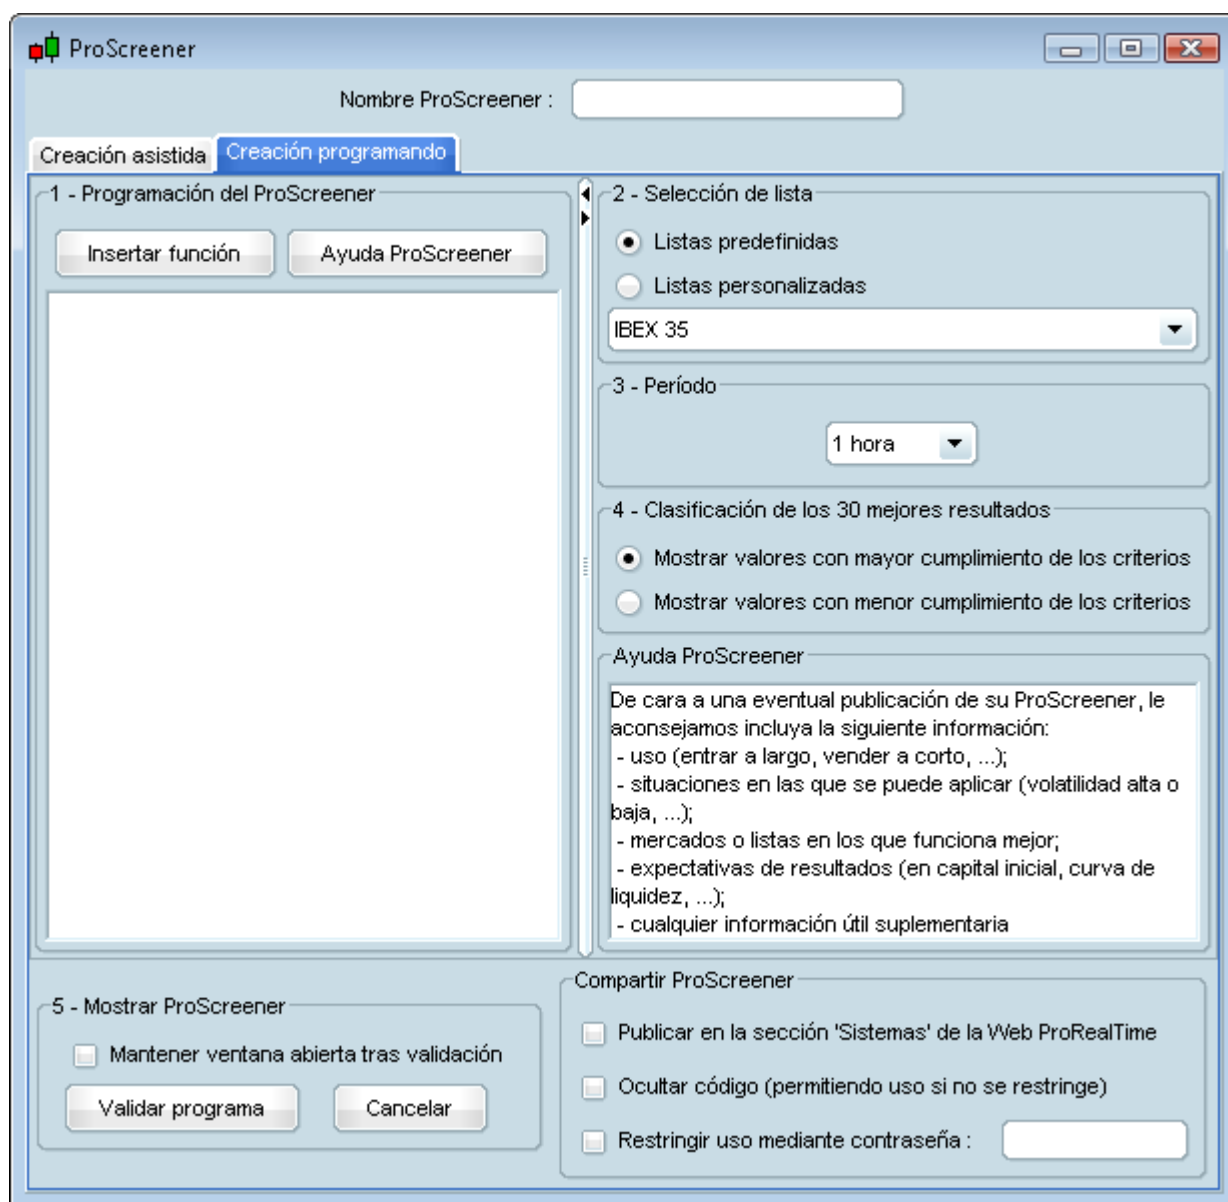 ProScreener
Nombre ProScreener :
Creación asistida
Creación programando
1 - Programación del ProScreener
Insertar función
Ayuda ProScreener
2 - Selección de lista
Listas predefinidas
Listas personalizadas
IBEX 35
3 - Período
1 hora
4 - Clasificación de los 30 mejores resultados
Mostrar valores con mayor cumplimiento de los criterios
Mostrar valores con menor cumplimiento de los criterios
Ayuda ProScreener
De cara a una eventual publicación de su ProScreener, le
aconsejamos incluya la siguiente información:
- uso (entrar a largo, vender a corto, ...);
- situaciones en las que se puede aplicar (volatilidad alta o
baja, ...);
- mercados o listas en los que funciona mejor;
- expectativas de resultados (en capital inicial, curva de
liquidez, ...);
- cualquier información útil suplementaria
5 - Mostrar ProScreener
Mantener ventana abierta tras validación
Validar programa
Cancelar
Compartir ProScreener
Publicar en la sección 'Sistemas' de la Web ProRealTime
Ocultar código (permitiendo uso si no se restringe)
Restringir uso mediante contraseña :